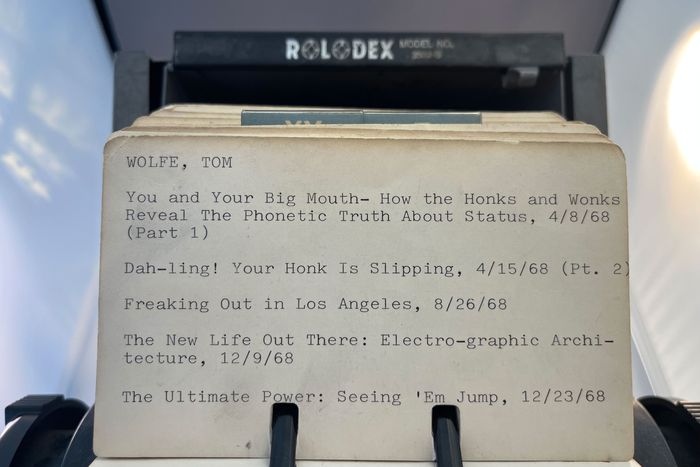 ROLODEX MODEL NO.
WOLFE, TOM
You and Your Big Mouth- How the Honks and Wonks
Reveal The Phonetic Truth About Status, 4/8/68
(Part 1)
Dah-ling! Your Honk Is Slipping, 4/15/68 (Pt. 2)
Freaking Out in Los Angeles, 8/26/68
The New Life Out There: Electro-graphic Archi-
tecture, 12/9/68
The Ultimate Power: Seeing 'Em Jump, 12/23/68